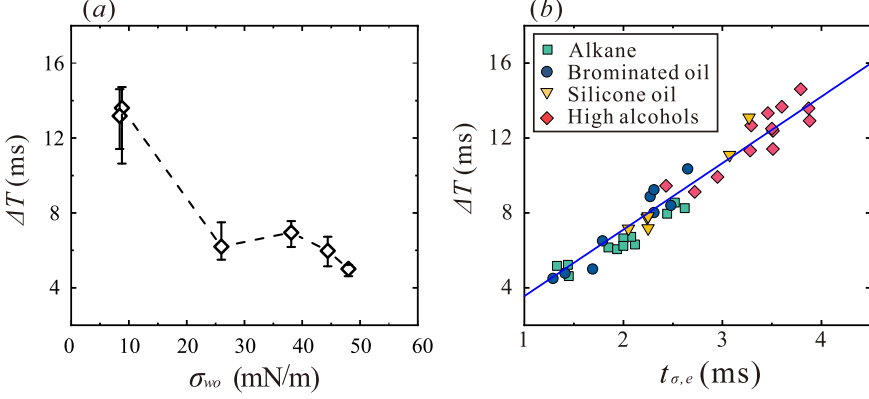 (a)
16
12
8
4
ΔT (ms)
0 10 20 30 40 50 60
σwo (mN/m)
(b)
Alkane
Brominated oil
Silicone oil
High alcohols
16
12
8
4
ΔT (ms)
1 2 3 4
tσ,e (ms)